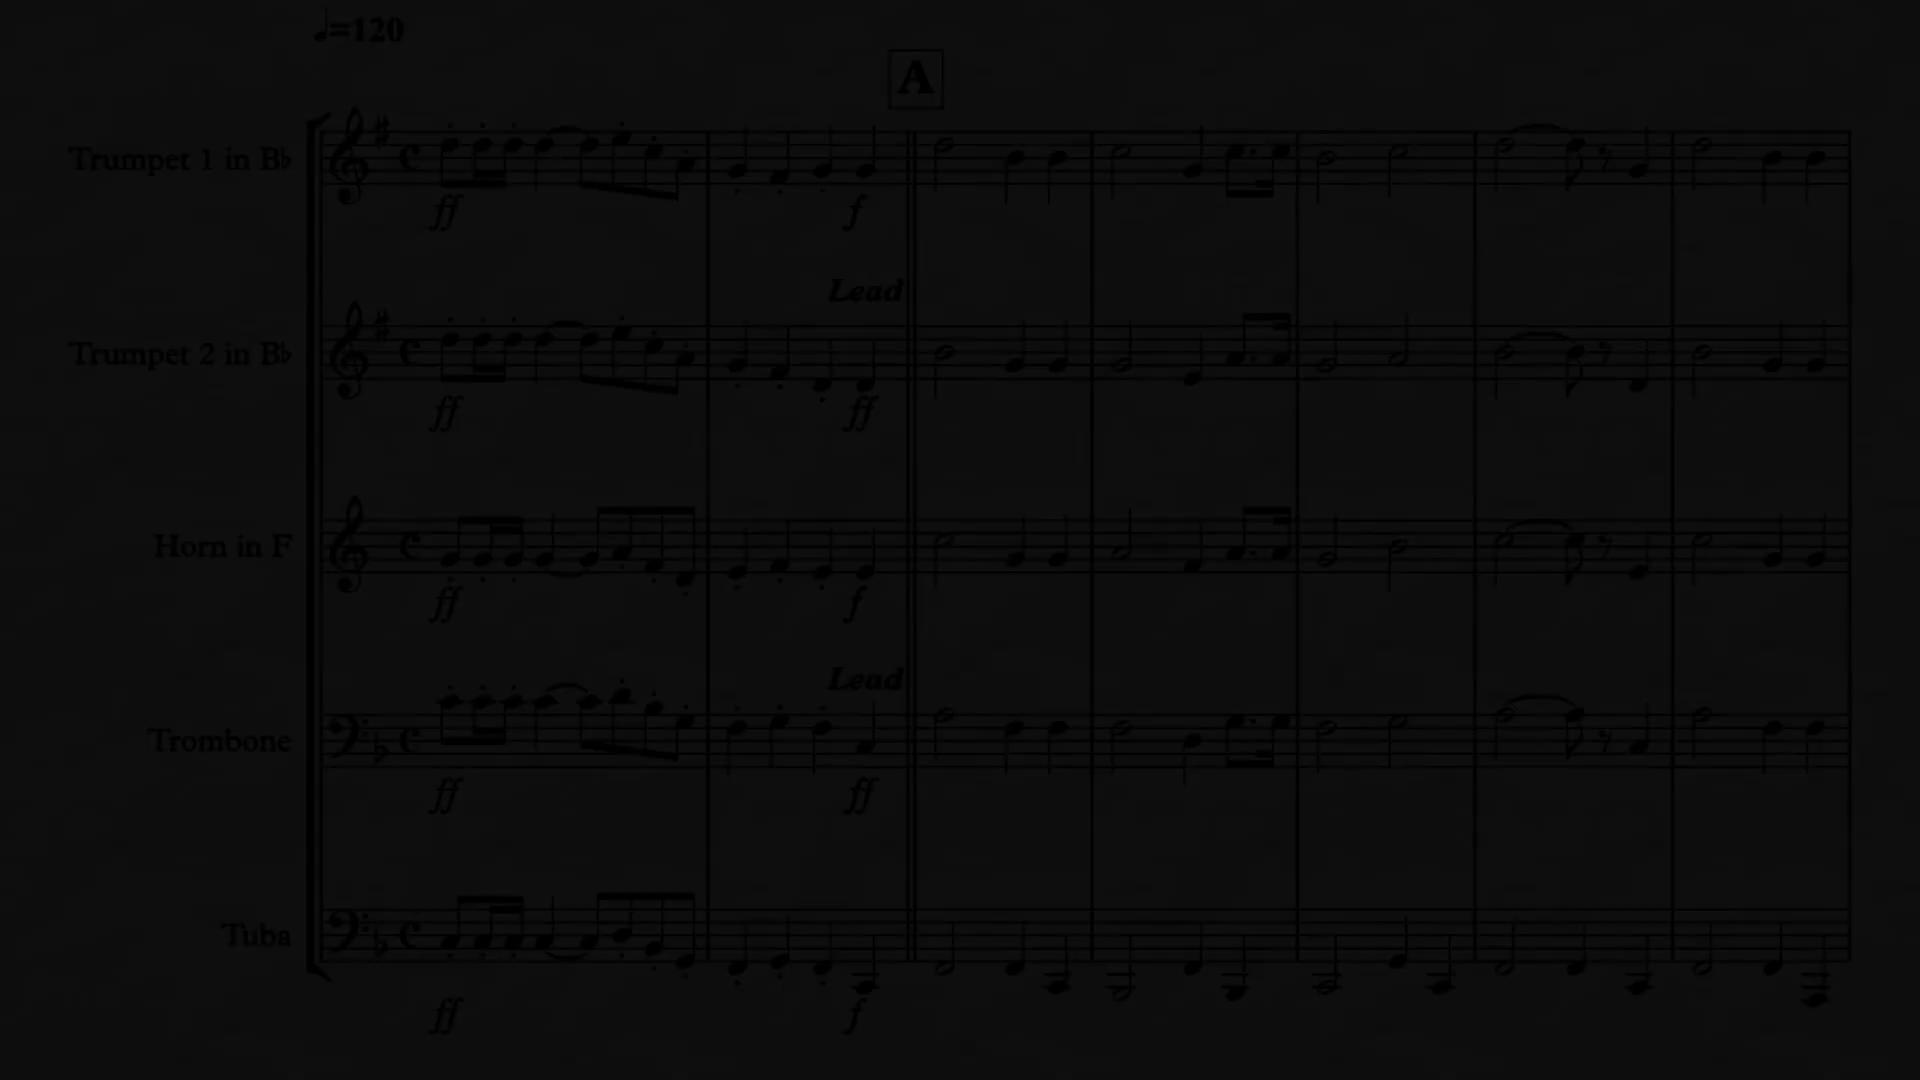 ♩=120
A
Trumpet 1 in B♭
ff
f
Lead
Trumpet 2 in B♭
ff
ff
Horn in F
ff
f
Lead
Trombone
ff
ff
Tuba
ff
f